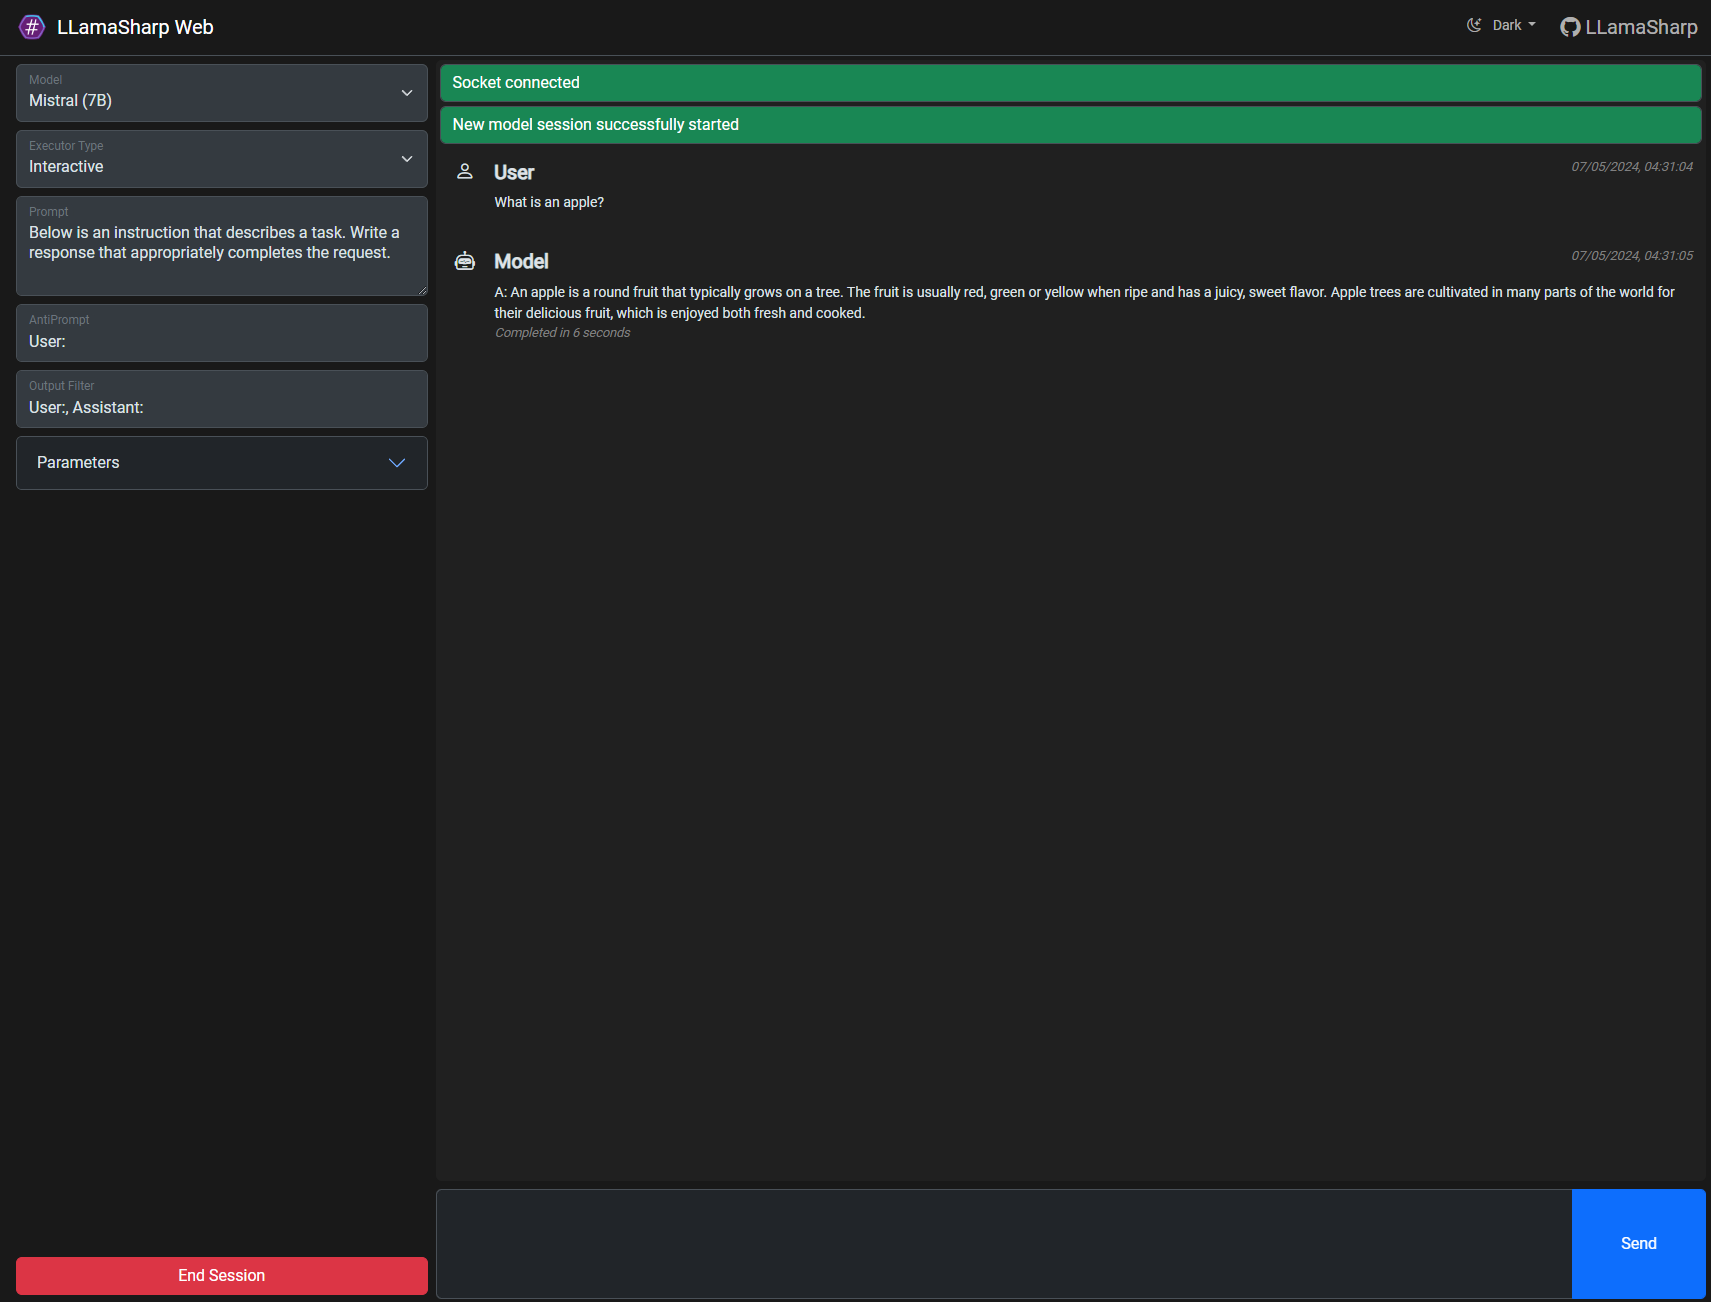 # LLamaSharp Web
Dark
LLamaSharp
Model
Mistral (7B)
Executor Type
Interactive
Prompt
Below is an instruction that describes a task. Write a
response that appropriately completes the request.
AntiPrompt
User:
Output Filter
User:, Assistant:
Parameters
End Session
Socket connected
New model session successfully started
User
07/05/2024, 04:31:04
What is an apple?
Model
07/05/2024, 04:31:05
A: An apple is a round fruit that typically grows on a tree. The fruit is usually red, green or yellow when ripe and has a juicy, sweet flavor. Apple trees are cultivated in many parts of the world for
their delicious fruit, which is enjoyed both fresh and cooked.
Completed in 6 seconds
Send